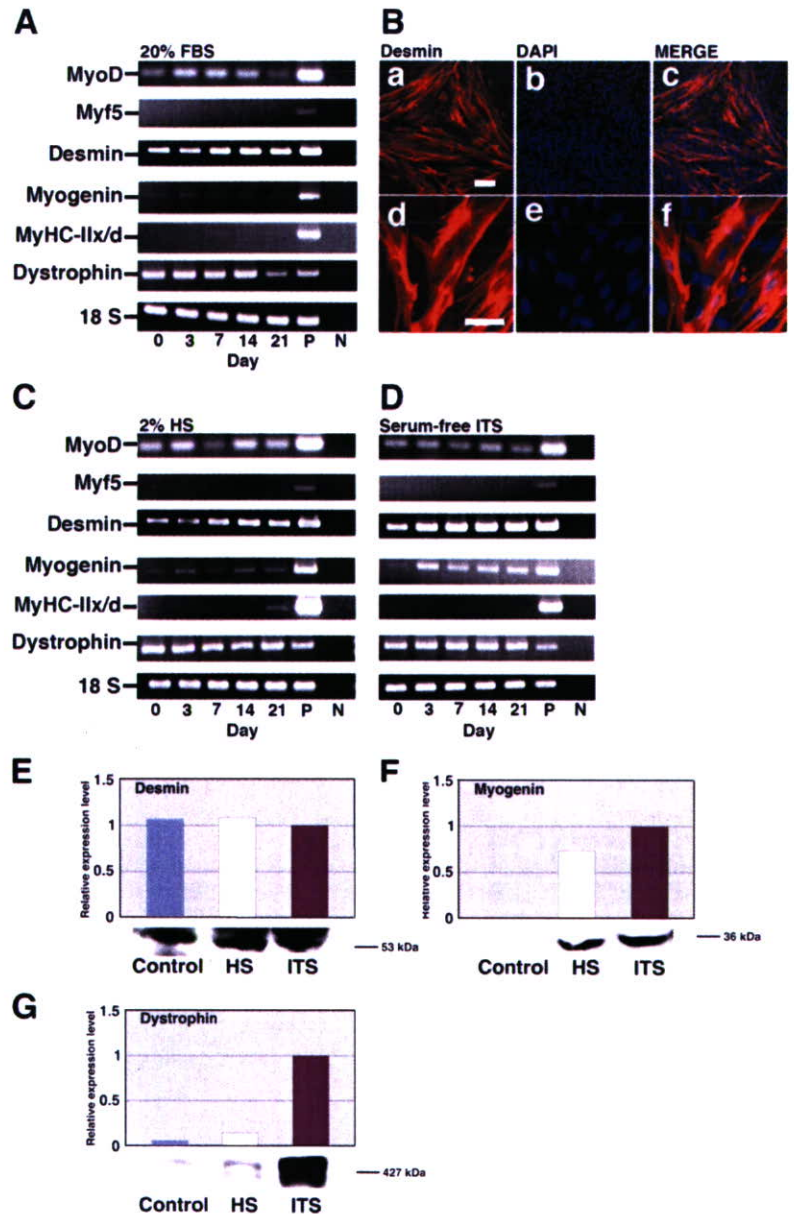 A
20% FBS
MyoD
Myf5
Desmin
Myogenin
MyHC-IIx/d
Dystrophin
18 S
0 3 7 14 21 P N
Day
B
Desmin DAPI MERGE
a b c
d e f
C
2% HS
MyoD
Myf5
Desmin
Myogenin
MyHC-IIx/d
Dystrophin
18 S
0 3 7 14 21 P N
Day
D
Serum-free ITS
0 3 7 14 21 P N
Day
E
Relative expression level
1.5
1
0.5
0
Desmin
53 kDa
Control HS ITS
F
Relative expression level
1.5
1
0.5
0
Myogenin
36 kDa
Control HS ITS
G
Relative expression level
1.5
1
0.5
0
Dystrophin
427 kDa
Control HS ITS